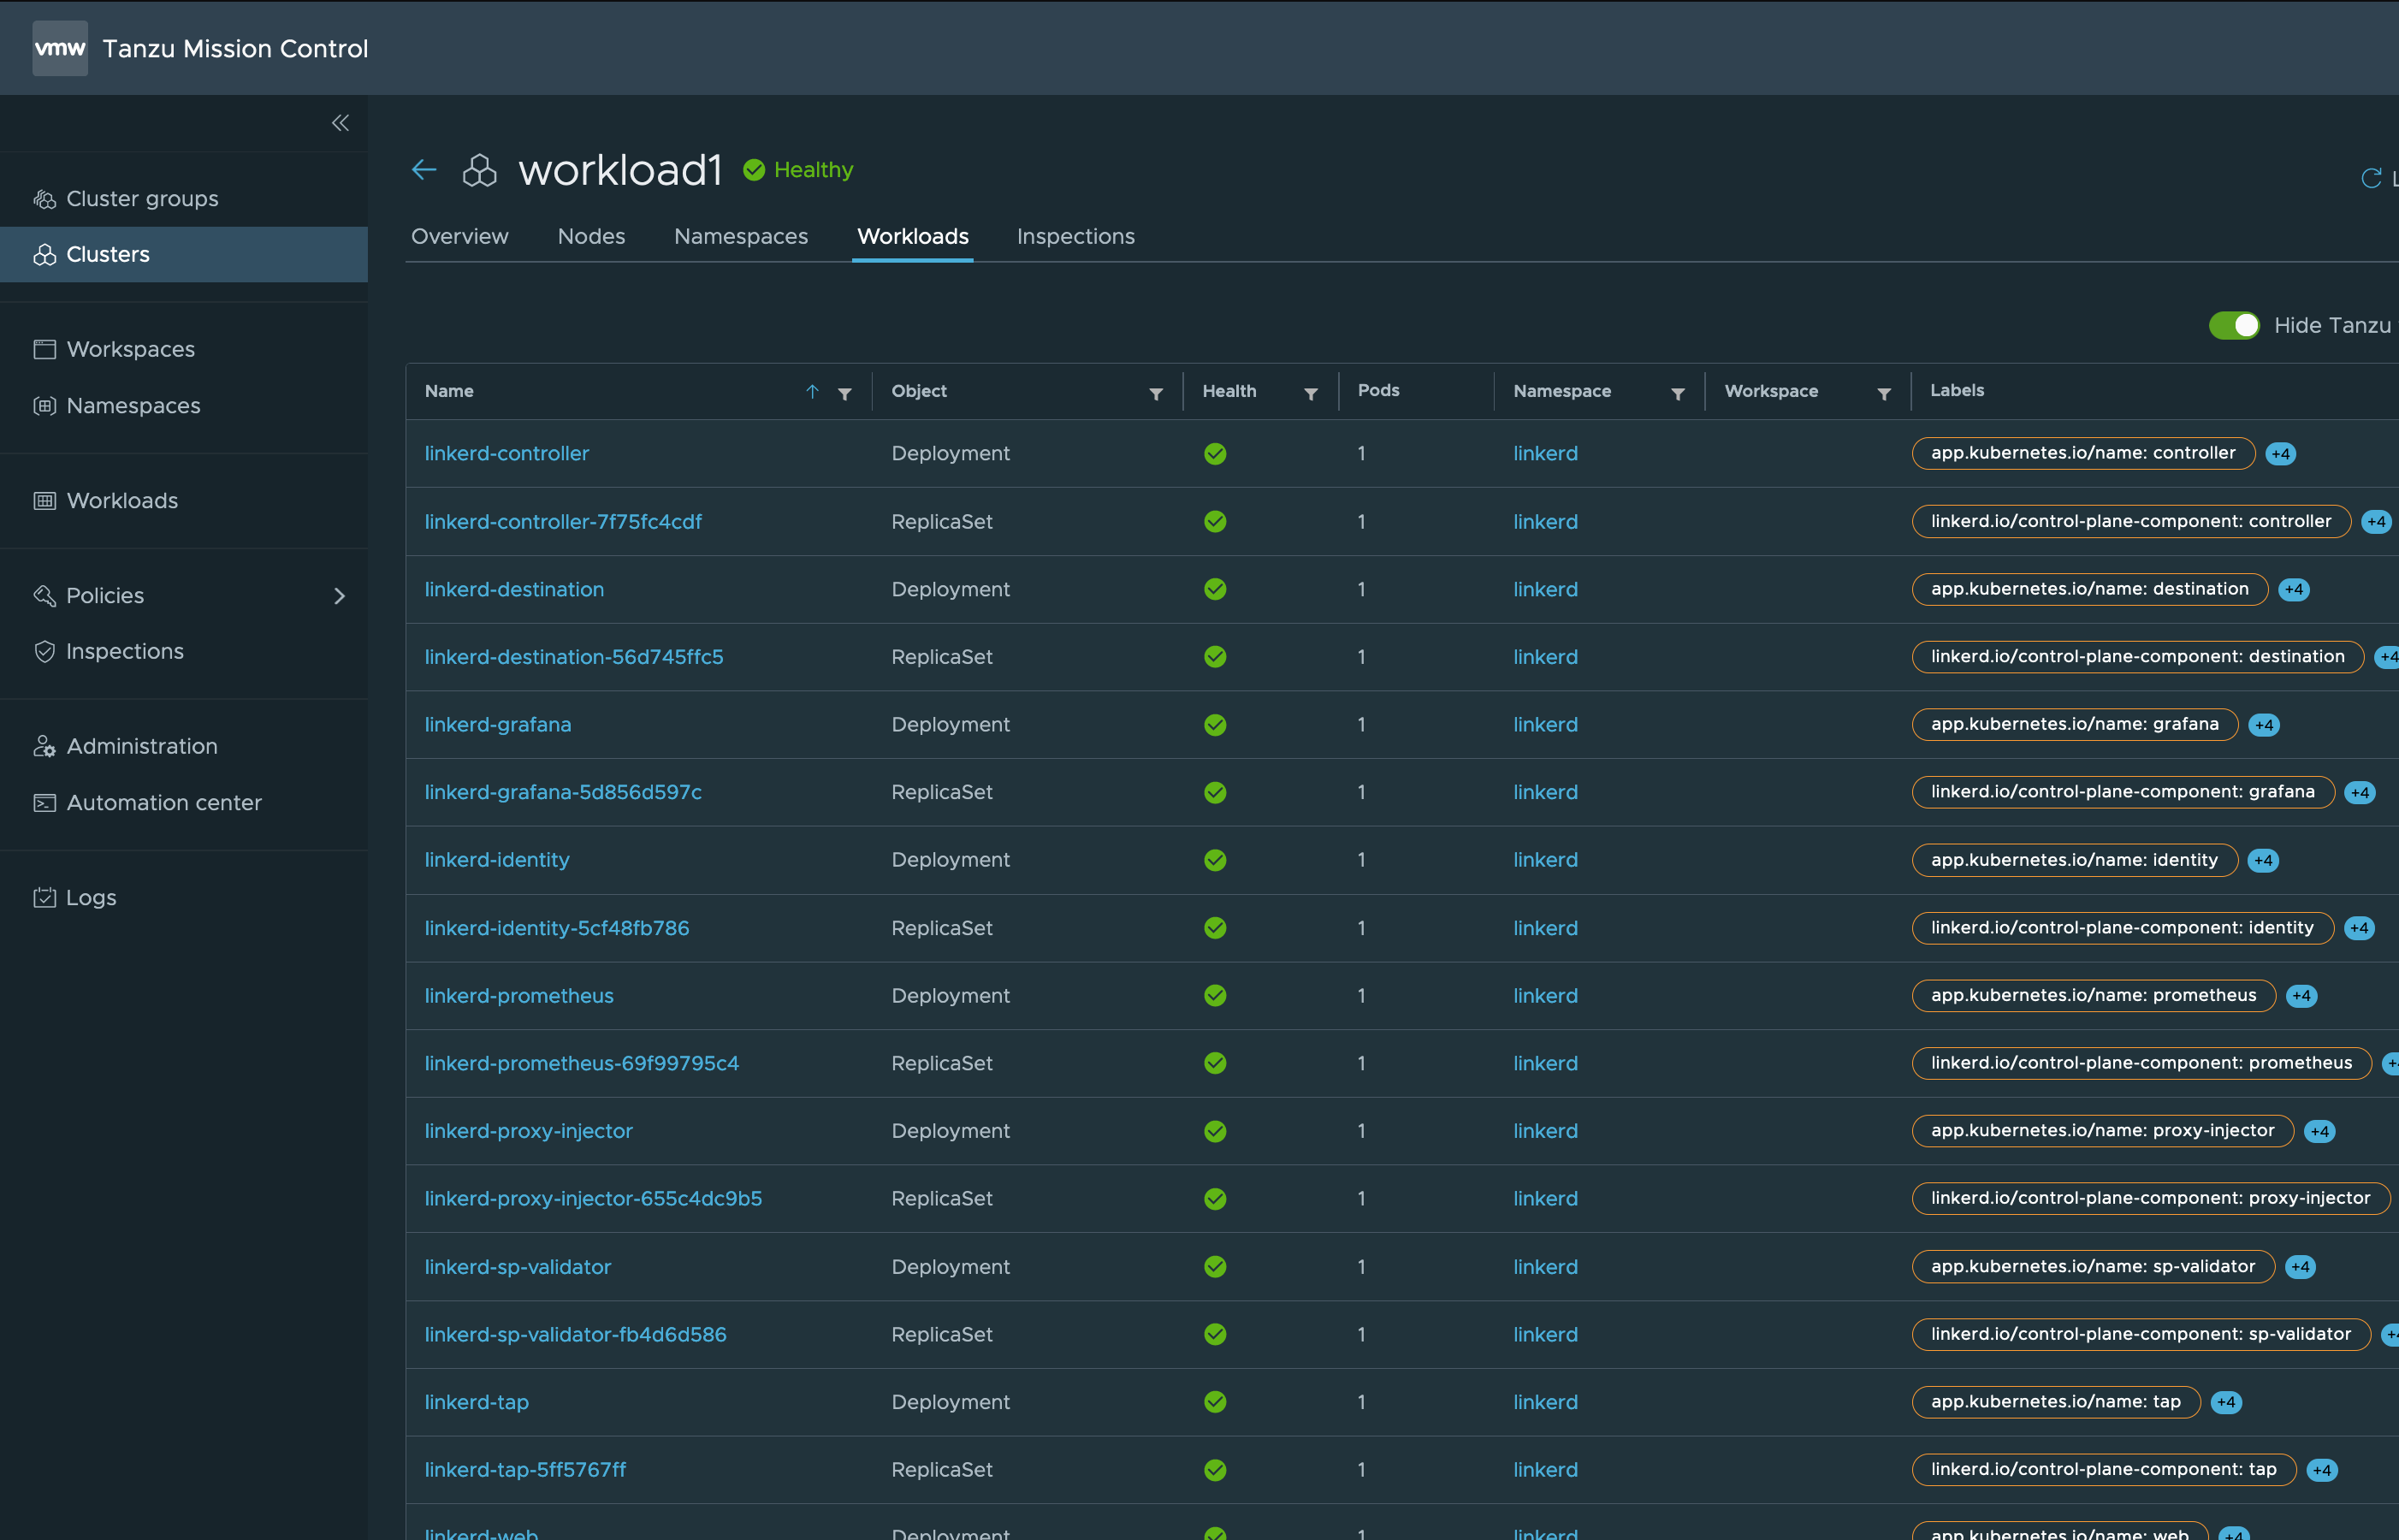 vmw Tanzu Mission Control
Cluster groups
Clusters
Workspaces
Namespaces
Workloads
Policies
Inspections
Administration
Automation center
Logs
workload1 Healthy
Overview Nodes Namespaces Workloads Inspections
Hide Tanzu
Name Object Health Pods Namespace Workspace Labels
linkerd-controller Deployment 1 linkerd app.kubernetes.io/name: controller +4
linkerd-controller-7f75fc4cdf ReplicaSet 1 linkerd linkerd.io/control-plane-component: controller +4
linkerd-destination Deployment 1 linkerd app.kubernetes.io/name: destination +4
linkerd-destination-56d745ffc5 ReplicaSet 1 linkerd linkerd.io/control-plane-component: destination +4
linkerd-grafana Deployment 1 linkerd app.kubernetes.io/name: grafana +4
linkerd-grafana-5d856d597c ReplicaSet 1 linkerd linkerd.io/control-plane-component: grafana +4
linkerd-identity Deployment 1 linkerd app.kubernetes.io/name: identity +4
linkerd-identity-5cf48fb786 ReplicaSet 1 linkerd linkerd.io/control-plane-component: identity +4
linkerd-prometheus Deployment 1 linkerd app.kubernetes.io/name: prometheus +4
linkerd-prometheus-69f99795c4 ReplicaSet 1 linkerd linkerd.io/control-plane-component: prometheus
linkerd-proxy-injector Deployment 1 linkerd app.kubernetes.io/name: proxy-injector +4
linkerd-proxy-injector-655c4dc9b5 ReplicaSet 1 linkerd linkerd.io/control-plane-component: proxy-injector
linkerd-sp-validator Deployment 1 linkerd app.kubernetes.io/name: sp-validator +4
linkerd-sp-validator-fb4d6d586 ReplicaSet 1 linkerd linkerd.io/control-plane-component: sp-validator
linkerd-tap Deployment 1 linkerd app.kubernetes.io/name: tap +4
linkerd-tap-5ff5767ff ReplicaSet 1 linkerd linkerd.io/control-plane-component: tap +4
linkerd-web Deployment 1 linkerd app.kubernetes.io/name: web +4